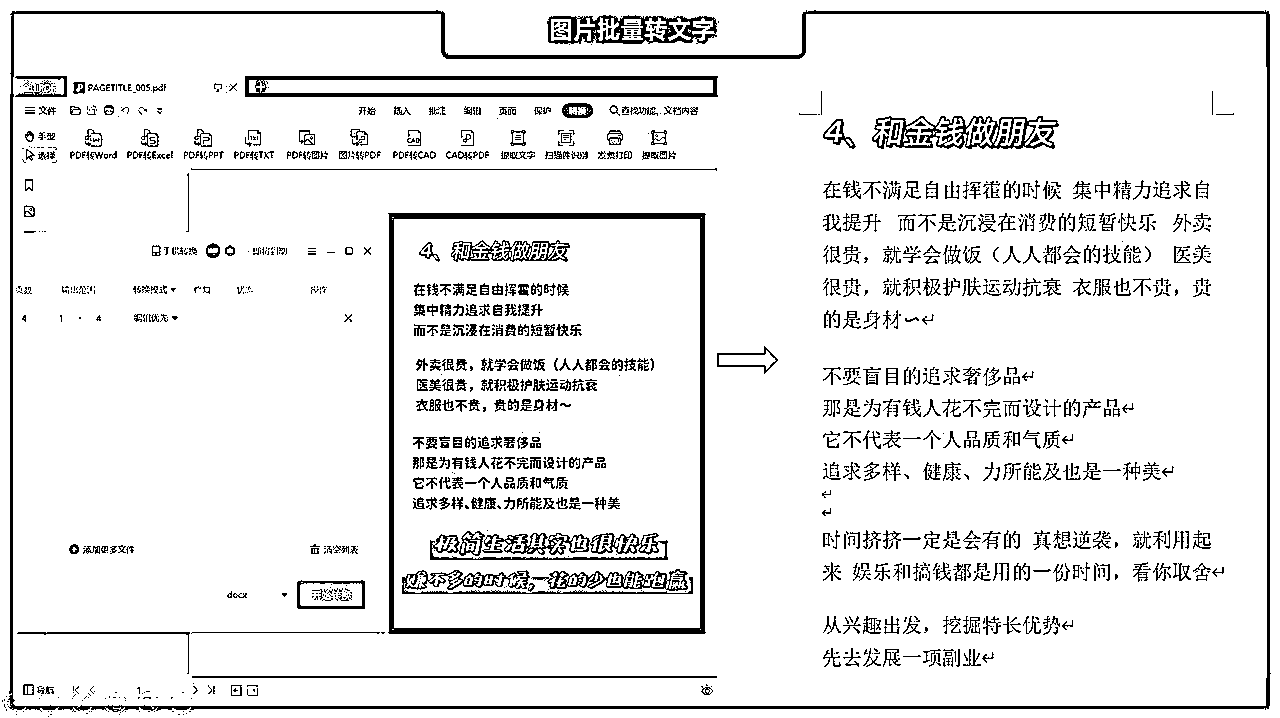 图片批量转文字
PAGETITLE_005.pdf
文件
开始 插入 批注 编辑 页面 保护 转换 查找功能、文档内容
手型
选择
PDF转Word PDF转Excel PDF转PPT PDF转TXT PDF转图片 图片转PDF PDF转CAD CAD转PDF 提取文字 扫描件识别 发票打印 提取图片
页数 输出范围 转换模式 状态 操作
4 1 - 4 编辑优先
添加更多文件 清空列表
docx 开始转换
导航
4、和金钱做朋友
在钱不满足自由挥霍的时候
集中精力追求自我提升
而不是沉浸在消费的短暂快乐
外卖很贵，就学会做饭（人人都会的技能）
医美很贵，就积极护肤运动抗衰
衣服也不贵，贵的是身材～
不要盲目的追求奢侈品
那是为有钱人花不完而设计的产品
它不代表一个人品质和气质
追求多样、健康、力所能及也是一种美
极简生活其实也很快乐
赚不多的时候，花的少也能跑赢
4、和金钱做朋友
在钱不满足自由挥霍的时候 集中精力追求自
我提升 而不是沉浸在消费的短暂快乐 外卖
很贵，就学会做饭（人人都会的技能） 医美
很贵，就积极护肤运动抗衰 衣服也不贵，贵
的是身材～
不要盲目的追求奢侈品
那是为有钱人花不完而设计的产品
它不代表一个人品质和气质
追求多样、健康、力所能及也是一种美
时间挤挤一定是会有的 真想逆袭，就利用起
来 娱乐和搞钱都是用的一份时间，看你取舍
从兴趣出发，挖掘特长优势
先去发展一项副业